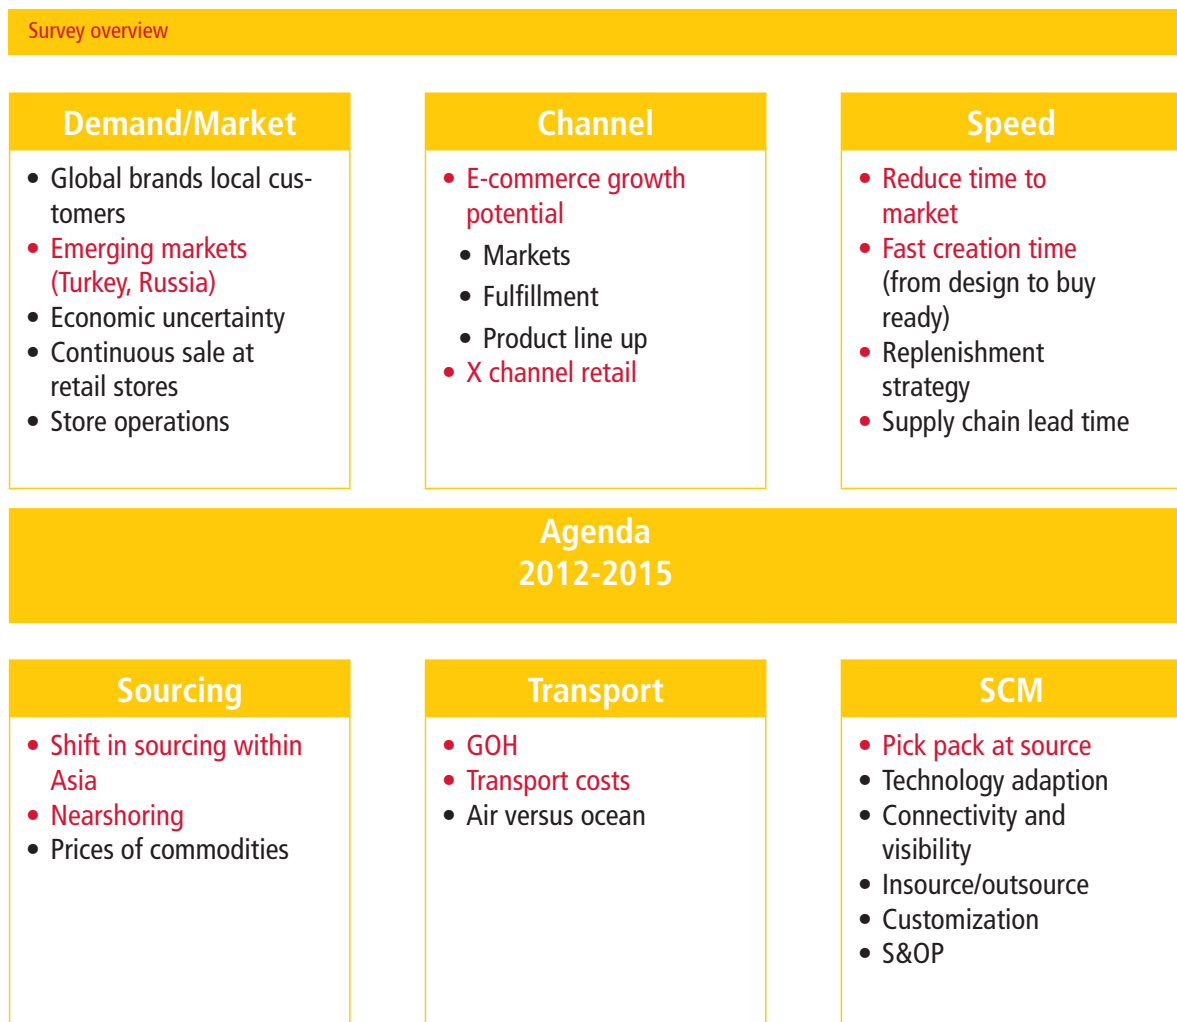 Survey overview
Demand/Market
• Global brands local cus-
tomers
• Emerging markets
(Turkey, Russia)
• Economic uncertainty
• Continuous sale at
retail stores
• Store operations
Channel
• E-commerce growth
potential
• Markets
• Fulfillment
• Product line up
• X channel retail
Speed
• Reduce time to
market
• Fast creation time
(from design to buy
ready)
• Replenishment
strategy
• Supply chain lead time
Agenda
2012-2015
Sourcing
• Shift in sourcing within
Asia
• Nearshoring
• Prices of commodities
Transport
• GOH
• Transport costs
• Air versus ocean
SCM
• Pick pack at source
• Technology adaption
• Connectivity and
visibility
• Insource/outsource
• Customization
• S&OP